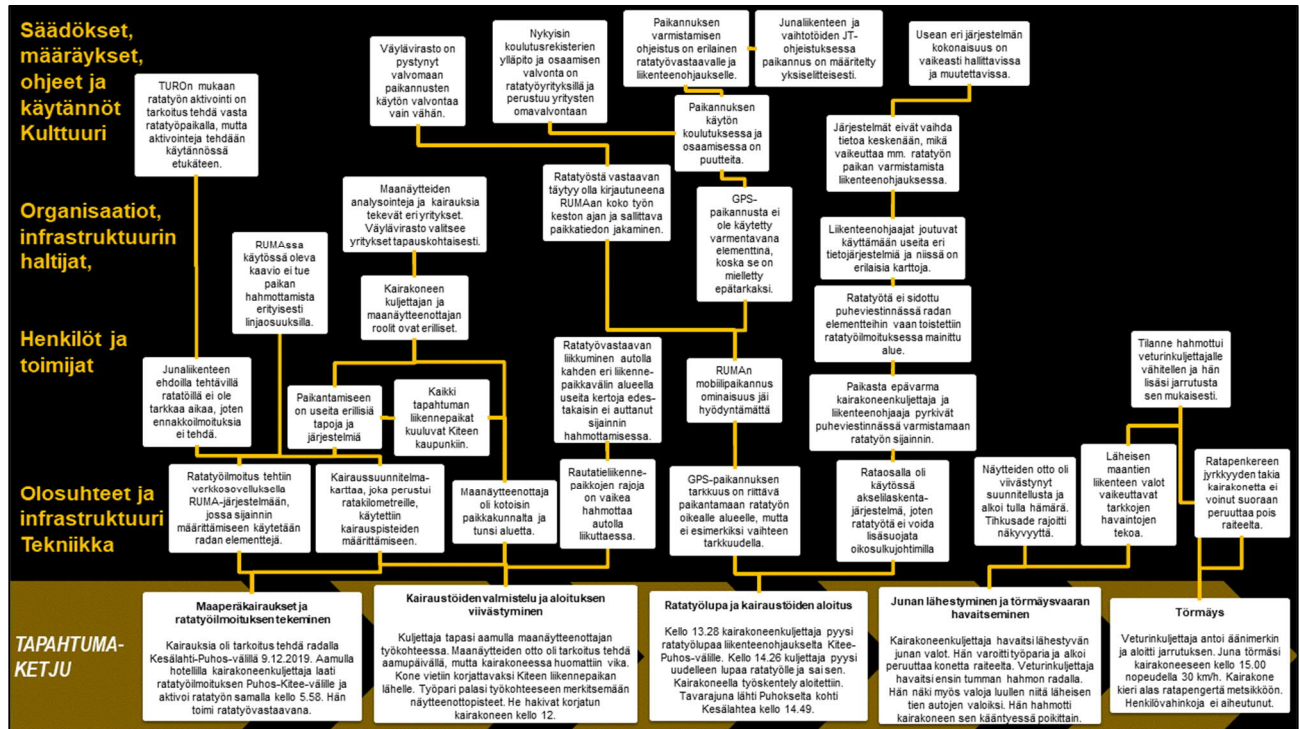 Säädökset,
määräykset,
ohjeet ja
käytännöt
Kulttuuri
TUROn mukaan
ratatyön aktivointi on
tarkoitus tehdä vasta
ratatyöpaikalla, mutta
aktivointeja tehdään
käytännössä
etukäteen.
Väylävirasto on
pystynyt
valvomaan
paikannusten
käytön valvontaa
vain vähän.
Nykyisin
koulutusrekisterien
ylläpito ja osaamisen
valvonta on
ratatyöyrityksillä ja
perustuu yritysten
omavalvontaan
Paikannuksen
varmistamisen
ohjeistus on erilainen
ratatyövastaavalle ja
liikenteenohjaukselle.
Junaliikenteen ja
vaihtotöiden JT-
ohjeistuksessa
paikannus on määritelty
yksiselitteisesti.
Usean eri järjestelmän
kokonaisuus on
vaikeasti hallittavissa
ja muutettavissa.
Paikannuksen
käytön
koulutuksessa ja
osaamisessa on
puutteita.
Järjestelmät eivät vaihda
tietoa keskenään, mikä
vaikeuttaa mm. ratatyön
paikan varmistamista
liikenteenohjauksessa.
Organisaatiot,
infrastruktuurin
haltijat,
RUMAssa
käytössä oleva
kaavio ei tue
paikan
hahmottamista
erityisesti
linjaosuuksilla.
Maanäytteiden
analysointeja ja kairauksia
tekevät eri yritykset.
Väylävirasto valitsee
yritykset tapauskohtaisesti.
Ratatyöstä vastaavan
täytyy olla kirjautuneena
RUMAan koko työn
keston ajan ja sallittava
paikkatiedon jakaminen.
GPS-
paikannusta ei
ole käytetty
varmentavana
elementtinä,
koska se on
mielletty
epätarkaksi.
Liikenteenohjaajat joutuvat
käyttämään useita eri
tietojärjestelmiä ja niissä on
erilaisia karttoja.
Kairakoneen
kuljettajan ja
maanäytteenottajan
roolit ovat erilliset.
Ratatyötä ei sidottu
puheviestinnässä radan
elementteihin vaan toistettiin
ratatyöilmoituksessa mainittu
alue.
Henkilöt ja
toimijat
Junaliikenteen
ehdoilla tehtävillä
ratatöillä ei ole
tarkkaa aikaa, joten
ennakkoilmoituksia
ei tehdä.
Paikantamiseen
on useita erillisiä
tapoja ja
järjestelmiä
Kaikki
tapahtuman
liikennepaikat
kuuluvat Kiteen
kaupunkiin.
Ratatyövastaavan
liikkuminen autolla
kahden eri liikenne-
paikkavälin alueella
useita kertoja edes-
takaisin ei auttanut
sijainnin
hahmottamisessa.
RUMAn
mobiilipaikannus
ominaisuus jäi
hyödyntämättä
Paikasta epävarma
kairakoneenkuljettaja ja
liikenteenohjaaja pyrkivät
puheviestinnässä varmistamaan
ratatyön sijainnin.
Tilanne hahmottui
veturinkuljettajalle
vähitellen ja hän
lisäsi jarrutusta
sen mukaisesti.
Olosuhteet ja
infrastruktuuri
Tekniikka
Ratatyöilmoitus tehtiin
verkkosovelluksella
RUMA-järjestelmään,
jossa sijainnin
määrittämiseen käytetään
radan elementtejä.
Kairaussuunnitelma-
karttaa, joka perustui
ratakilometreille,
käytettiin
kairauspisteiden
määrittämiseen.
Maanäytteenottaja
oli kotoisin
paikkakunnalta ja
tunsi aluetta.
Rautatieliikenne-
paikkojen rajoja
on vaikea
hahmottaa
autolla
liikuttaessa.
GPS-paikannuksen
tarkkuus on riittävä
paikantamaan ratatyön
oikealle alueelle, mutta
ei esimerkiksi vaihteen
tarkkuudella.
Rataosalla oli
käytössä
akselilaskenta-
järjestelmä, joten
ratatyötä ei voida
lisäsuojata
oikosulkujohtimilla
Näytteiden otto oli
viivästynyt
suunnitellusta ja
alkoi tulla hämärä.
Tihkusade rajoitti
näkyvyyttä.
Läheisen
maantien
liikenteen valot
vaikeuttavat
tarkkojen
havaintojen
tekoa.
Ratapenkereen
jyrkkyyden takia
kairakonetta ei
voinut suoraan
peruuttaa pois
raiteelta.
TAPAHTUMA-
KETJU
Maaperäkairaukset ja
ratatyöilmoituksen tekeminen
Kairauksia oli tarkoitus tehdä radalla
Kesälahti-Puhos-välillä 9.12.2019. Aamulla
hotellilla kairakoneenkuljettaja laati
ratatyöilmoituksen Puhos-Kitee-välille ja
aktivoi ratatyön samalla kello 5.58. Hän
toimi ratatyövastaavana.
Kairaustöiden valmistelu ja aloituksen
viivästyminen
Kuljettaja tapasi aamulla maanäytteenottajan
työkohteessa. Maanäytteiden otto oli tarkoitus tehdä
aamupäivällä, mutta kairakoneessa huomattiin vika.
Kone vietiin korjattavaksi Kiteen liikennepaikan
lähelle. Työpari palasi työkohteeseen merkitsemään
näytteenottopisteet. He hakivat korjatun
kairakoneen kello 12.
Ratatyölupa ja kairaustöiden aloitus
Kello 13.28 kairakoneenkuljettaja pyysi
ratatyölupaa liikenteenohjaukselta Kitee-
Puhos-välille. Kello 14.26 kuljettaja pyysi
uudelleen lupaa ratatyölle ja sai sen.
Kairakoneella työskentely aloitettiin.
Tavarajuna lähti Puhokselta kohti
Kesälahtea kello 14.49.
Junan lähestyminen ja törmäysvaaran
havaitseminen
Kairakoneenkuljettaja havaitsi lähestyvän
junan valot. Hän varoitti työparia ja alkoi
peruuttaa konetta raiteelta. Veturinkuljettaja
havaitsi ensin tumman hahmon radalla.
Hän näki myös valoja luullen niitä läheisen
tien autojen valoiksi. Hän hahmotti
kairakoneen sen kääntyessä poikittain.
Törmäys
Veturinkuljettaja antoi äänimerkin
ja aloitti jarrutuksen. Juna törmäsi
kairakoneeseen kello 15.00
nopeudella 30 km/h. Kairakone
kieri alas ratapengertä metsikköön.
Henkilövahinkoja ei aiheutunut.